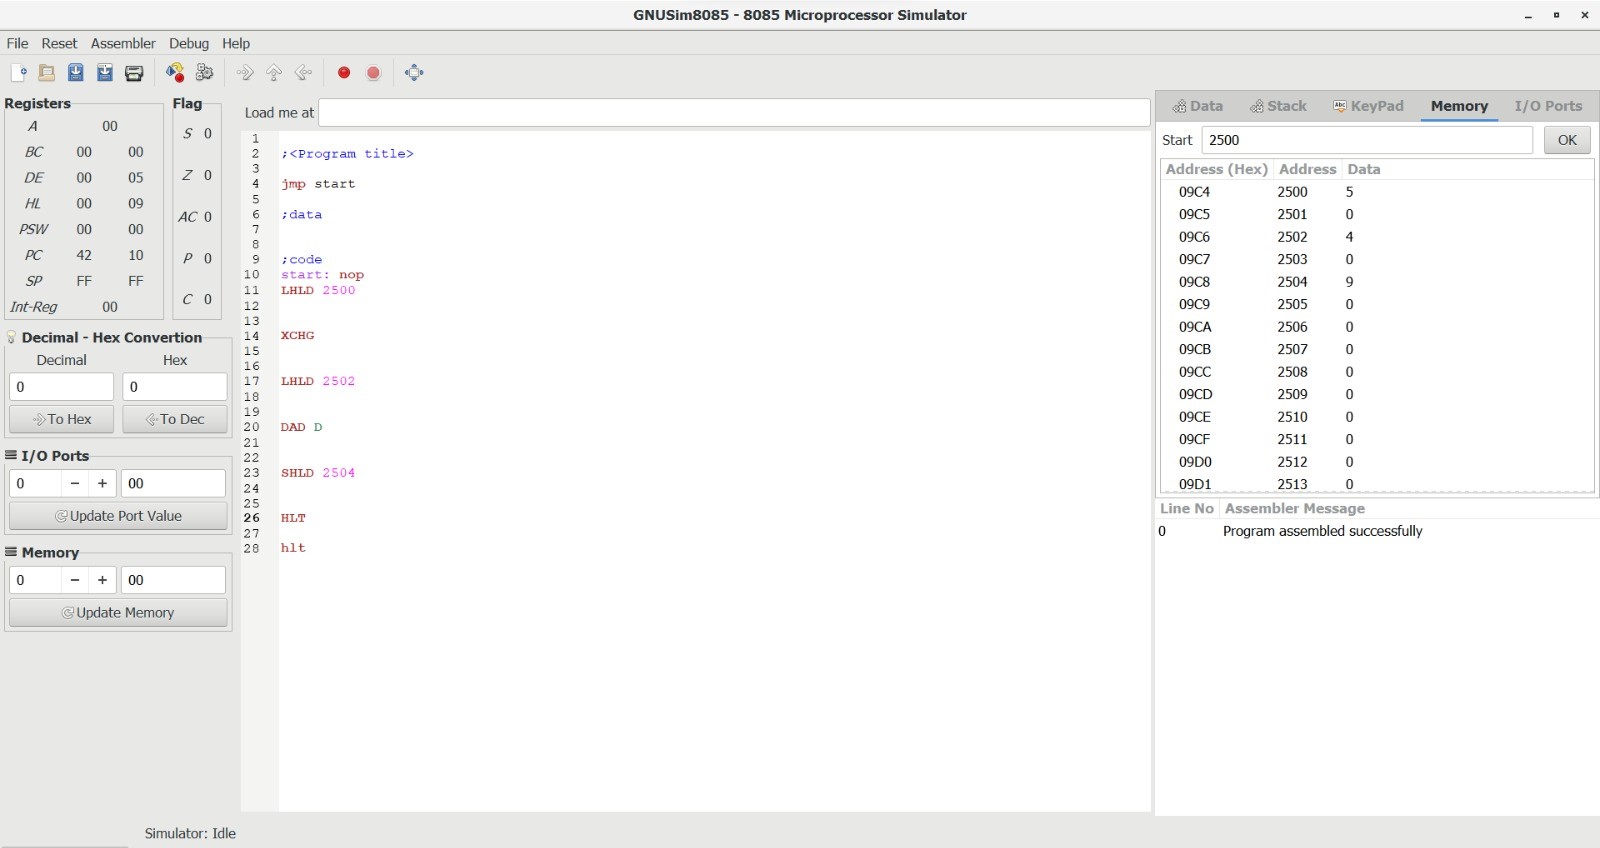 GNUSim8085 - 8085 Microprocessor Simulator
File Reset Assembler Debug Help
Registers
A 00
BC 00 00
DE 00 05
HL 00 09
PSW 00 00
PC 42 10
SP FF FF
Int-Reg 00
Flag
S 0
Z 0
AC 0
P 0
C 0
Decimal - Hex Convertion
Decimal Hex
0 0
To Hex To Dec
I/O Ports
0 − + 00
Update Port Value
Memory
0 − + 00
Update Memory
Load me at
1
2 ;<Program title>
3
4 jmp start
5
6 ;data
7
8
9 ;code
10 start: nop
11 LHLD 2500
12
13
14 XCHG
15
16
17 LHLD 2502
18
19
20 DAD D
21
22
23 SHLD 2504
24
25
26 HLT
27
28 hlt
Data Stack Abc KeyPad Memory I/O Ports
Start 2500 OK
Address (Hex) Address Data
09C4 2500 5
09C5 2501 0
09C6 2502 4
09C7 2503 0
09C8 2504 9
09C9 2505 0
09CA 2506 0
09CB 2507 0
09CC 2508 0
09CD 2509 0
09CE 2510 0
09CF 2511 0
09D0 2512 0
09D1 2513 0
Line No Assembler Message
0 Program assembled successfully
Simulator: Idle